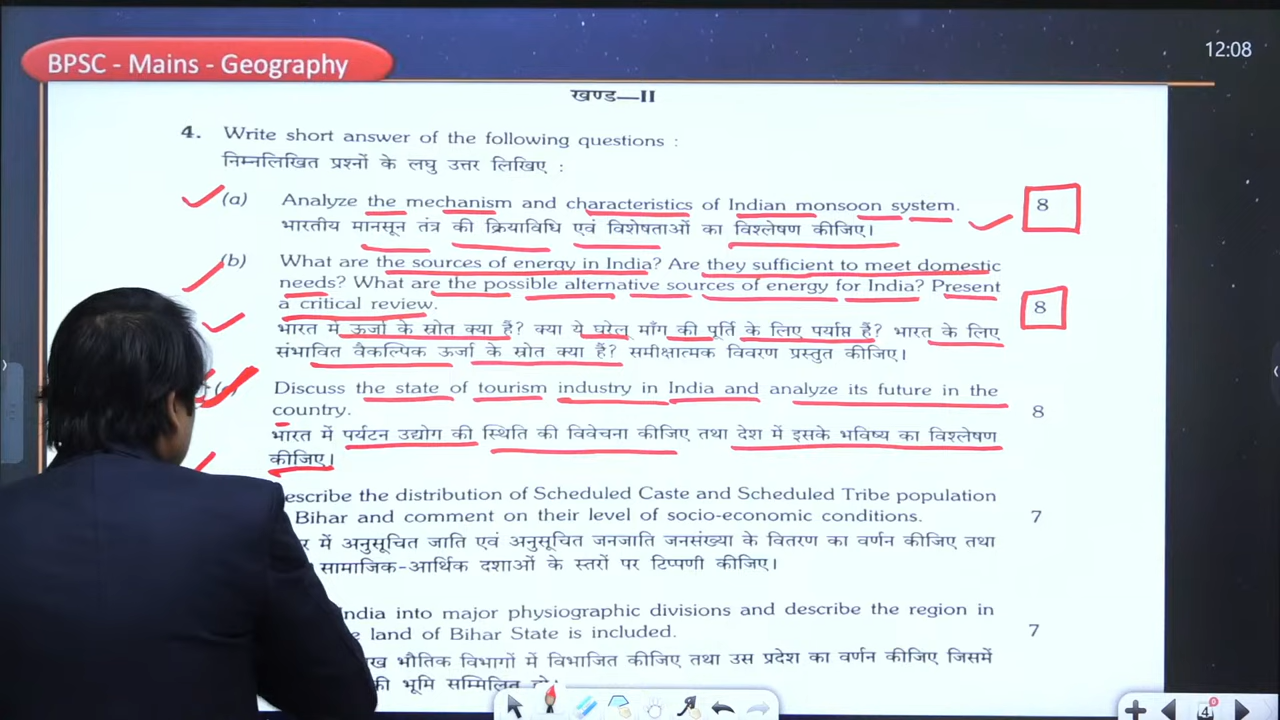 12:08
BPSC - Mains - Geography
खण्ड—II
4. Write short answer of the following questions :
निम्नलिखित प्रश्नों के लघु उत्तर लिखिए :
(a) Analyze the mechanism and characteristics of Indian monsoon system. 8
भारतीय मानसून तंत्र की क्रियाविधि एवं विशेषताओं का विश्लेषण कीजिए।
(b) What are the sources of energy in India? Are they sufficient to meet domestic
needs? What are the possible alternative sources of energy for India? Present
a critical review. 8
भारत में ऊर्जा के स्रोत क्या हैं? क्या ये घरेलू माँग की पूर्ति के लिए पर्याप्त हैं? भारत के लिए
संभावित वैकल्पिक ऊर्जा के स्रोत क्या हैं? समीक्षात्मक विवरण प्रस्तुत कीजिए।
Discuss the state of tourism industry in India and analyze its future in the
country. 8
भारत में पर्यटन उद्योग की स्थिति की विवेचना कीजिए तथा देश में इसके भविष्य का विश्लेषण
कीजिए।
escribe the distribution of Scheduled Caste and Scheduled Tribe population
Bihar and comment on their level of socio-economic conditions. 7
में अनुसूचित जाति एवं अनुसूचित जनजाति जनसंख्या के वितरण का वर्णन कीजिए तथा
सामाजिक-आर्थिक दशाओं के स्तरों पर टिप्पणी कीजिए।
India into major physiographic divisions and describe the region in
land of Bihar State is included. 7
भौतिक विभागों में विभाजित कीजिए तथा उस प्रदेश का वर्णन कीजिए जिसमें
की भूमि सम्मिलित
4